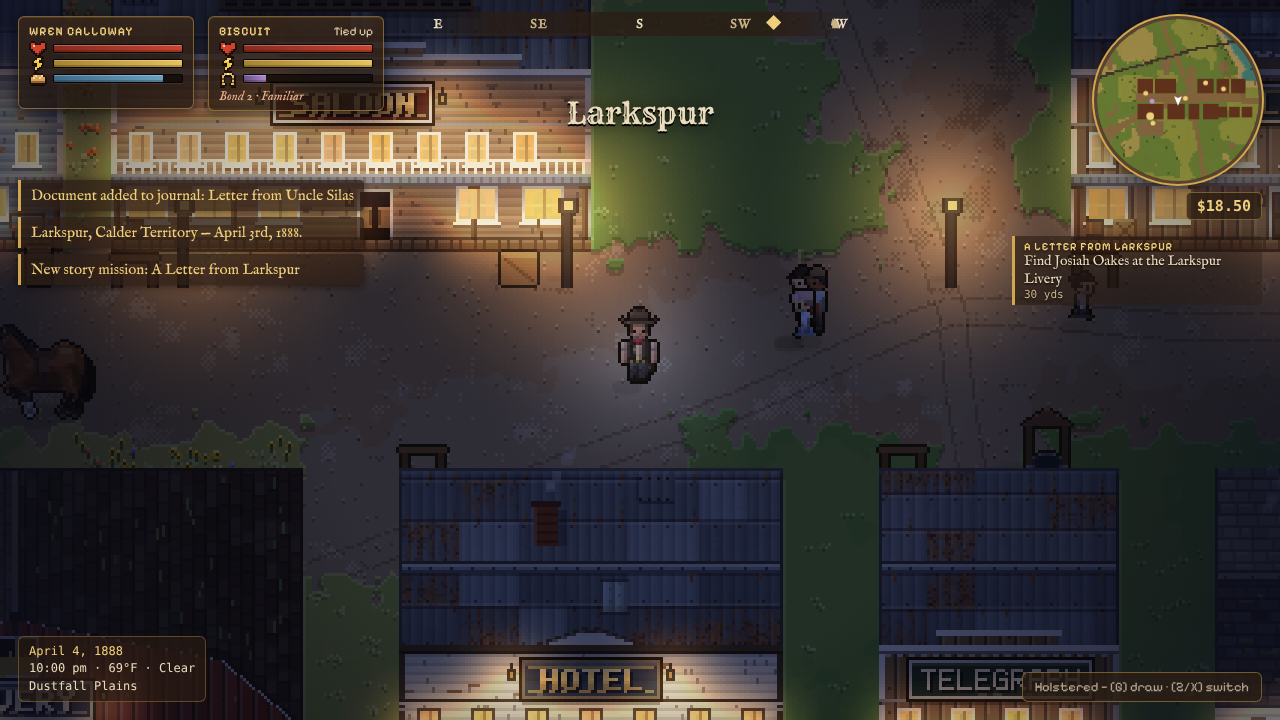 WREN CALLOWAY
BISCUIT Tied up
Bond 2 · Familiar
E SE S SW W
SALOON
Larkspur
Document added to journal: Letter from Uncle Silas
Larkspur, Calder Territory — April 3rd, 1888.
New story mission: A Letter from Larkspur
$18.50
A LETTER FROM LARKSPUR
Find Josiah Oakes at the Larkspur
Livery
30 yds
April 4, 1888
10:00 pm · 69°F · Clear
Dustfall Plains
HOTEL
Holstered - [G] draw · [Z/X] switch